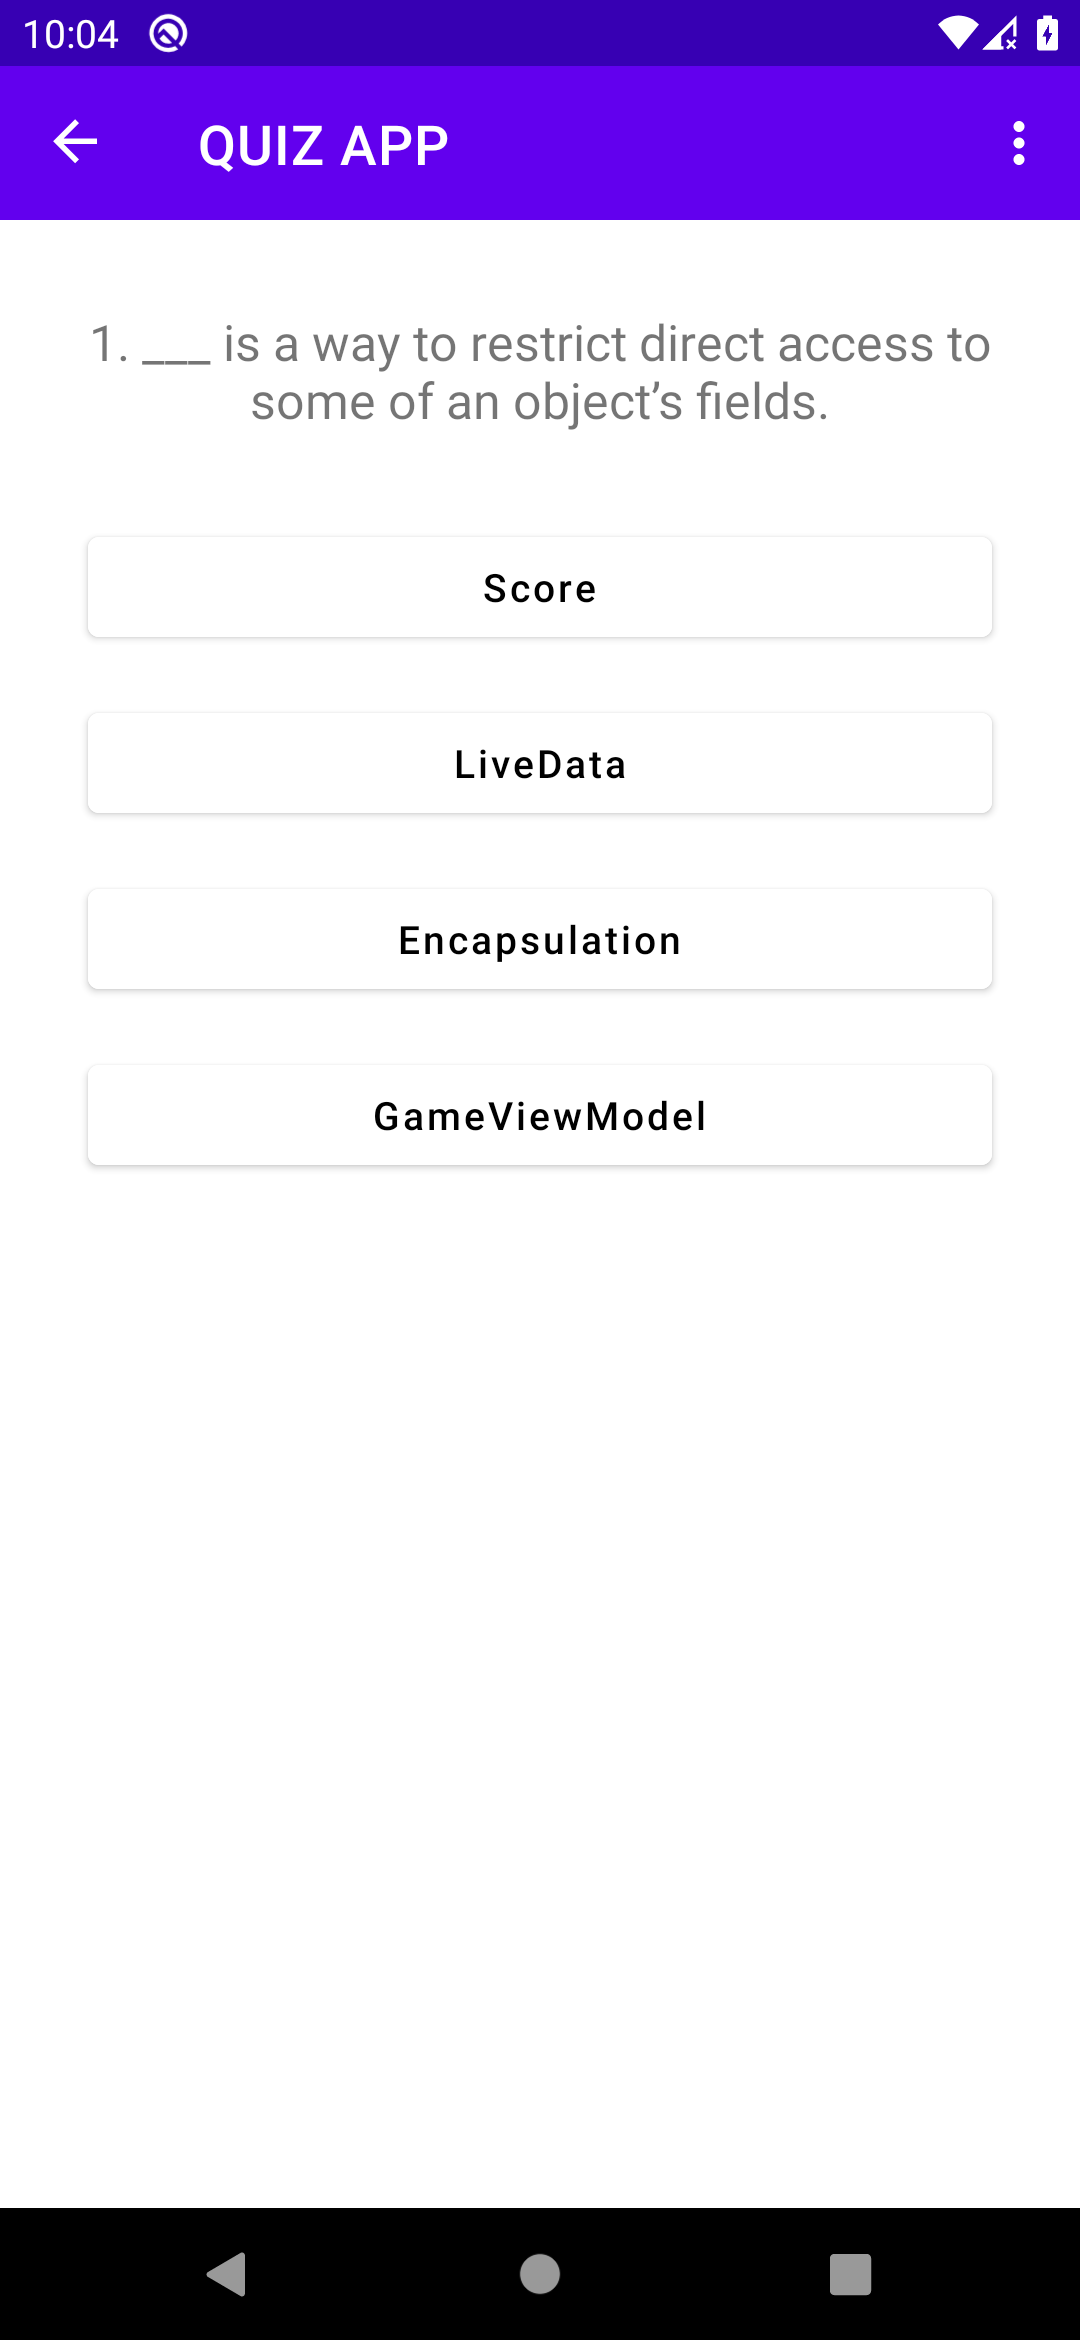 10:04
QUIZ APP
1. ___ is a way to restrict direct access to
some of an object’s fields.
Score
LiveData
Encapsulation
GameViewModel